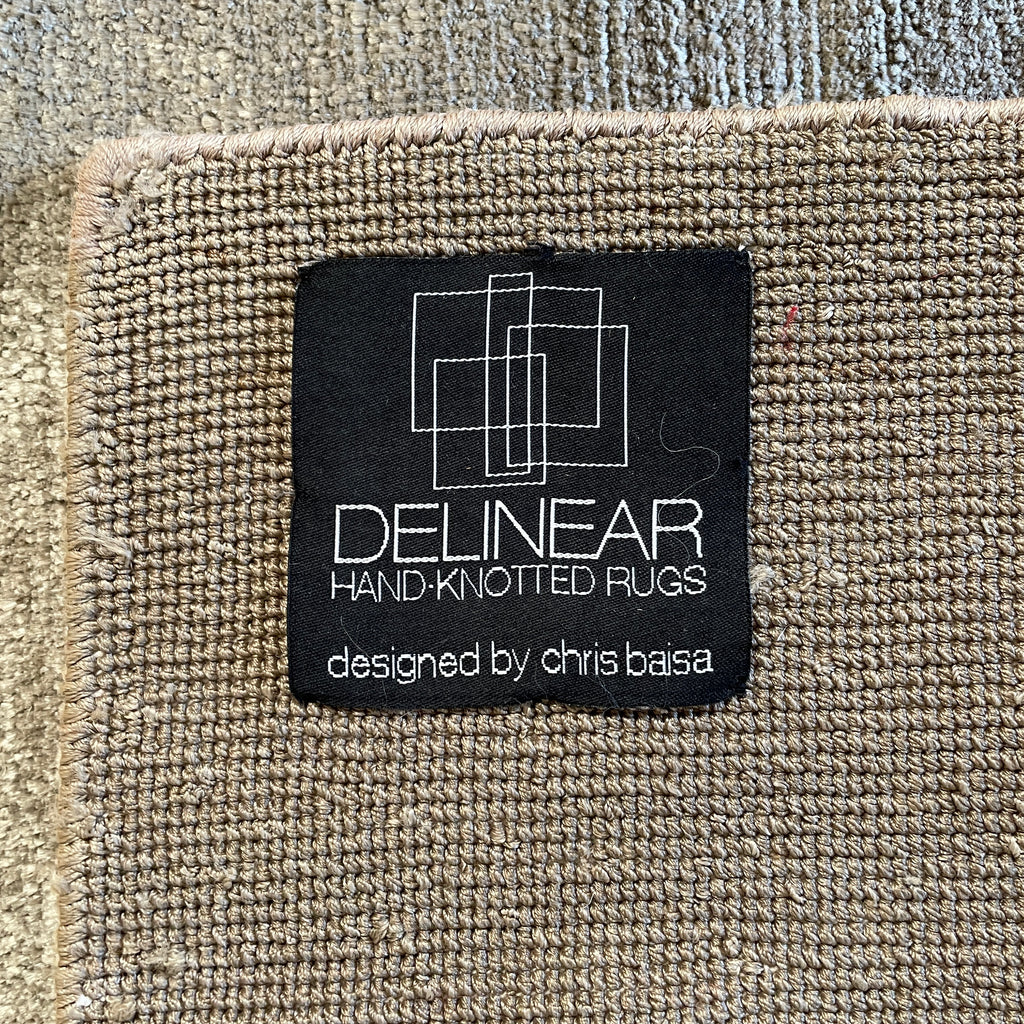 DELINEAR
HAND·KNOTTED RUGS
designed by chris baisa